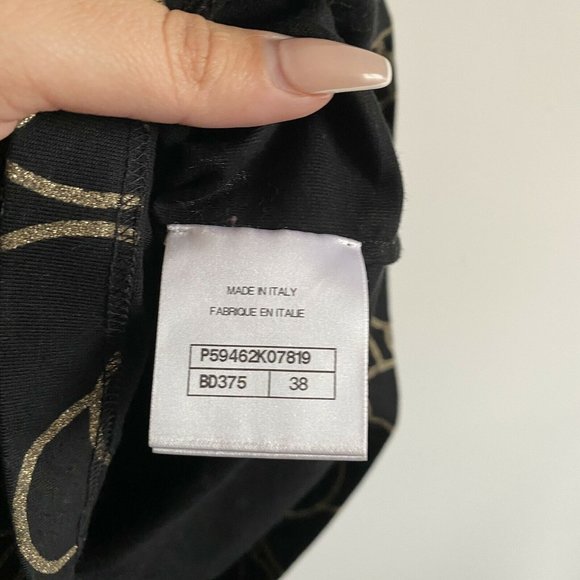 MADE IN ITALY
FABRIQUE EN ITALIE
P59462K07819
BD375 38